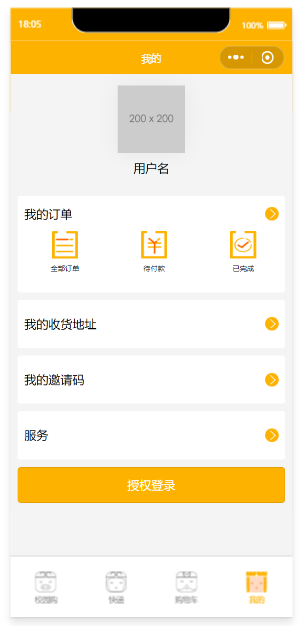 18:05
100%
我的
200 x 200
用户名
我的订单
全部订单
待付款
已完成
我的收货地址
我的邀请码
服务
授权登录
校园购
快递
购物车
我的